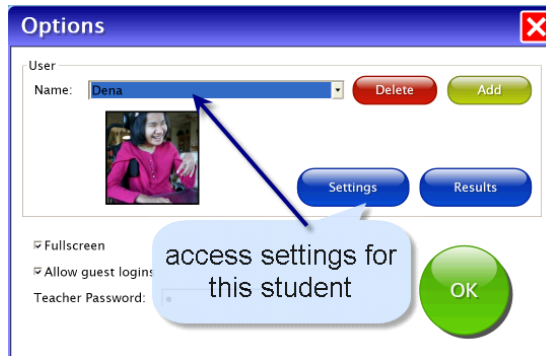 Options
User
Name: Dena Delete Add
Settings Results
Fullscreen
Allow guest logins
Teacher Password:
access settings for
this student
OK